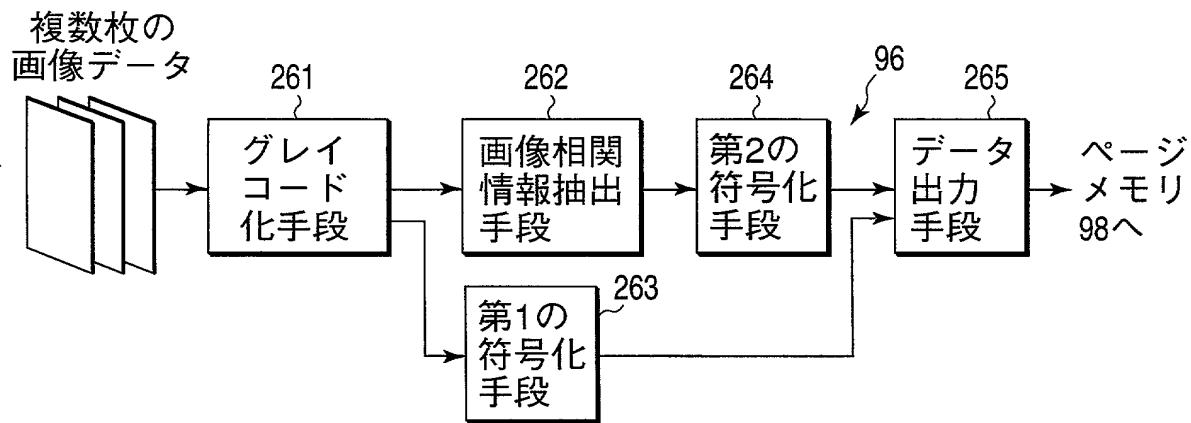 複数枚の
画像データ
261
グレイ
コード
化手段
262
画像相関
情報抽出
手段
264
第2の
符号化
手段
96
265
データ
出力
手段
ページ
メモリ
98へ
263
第1の
符号化
手段